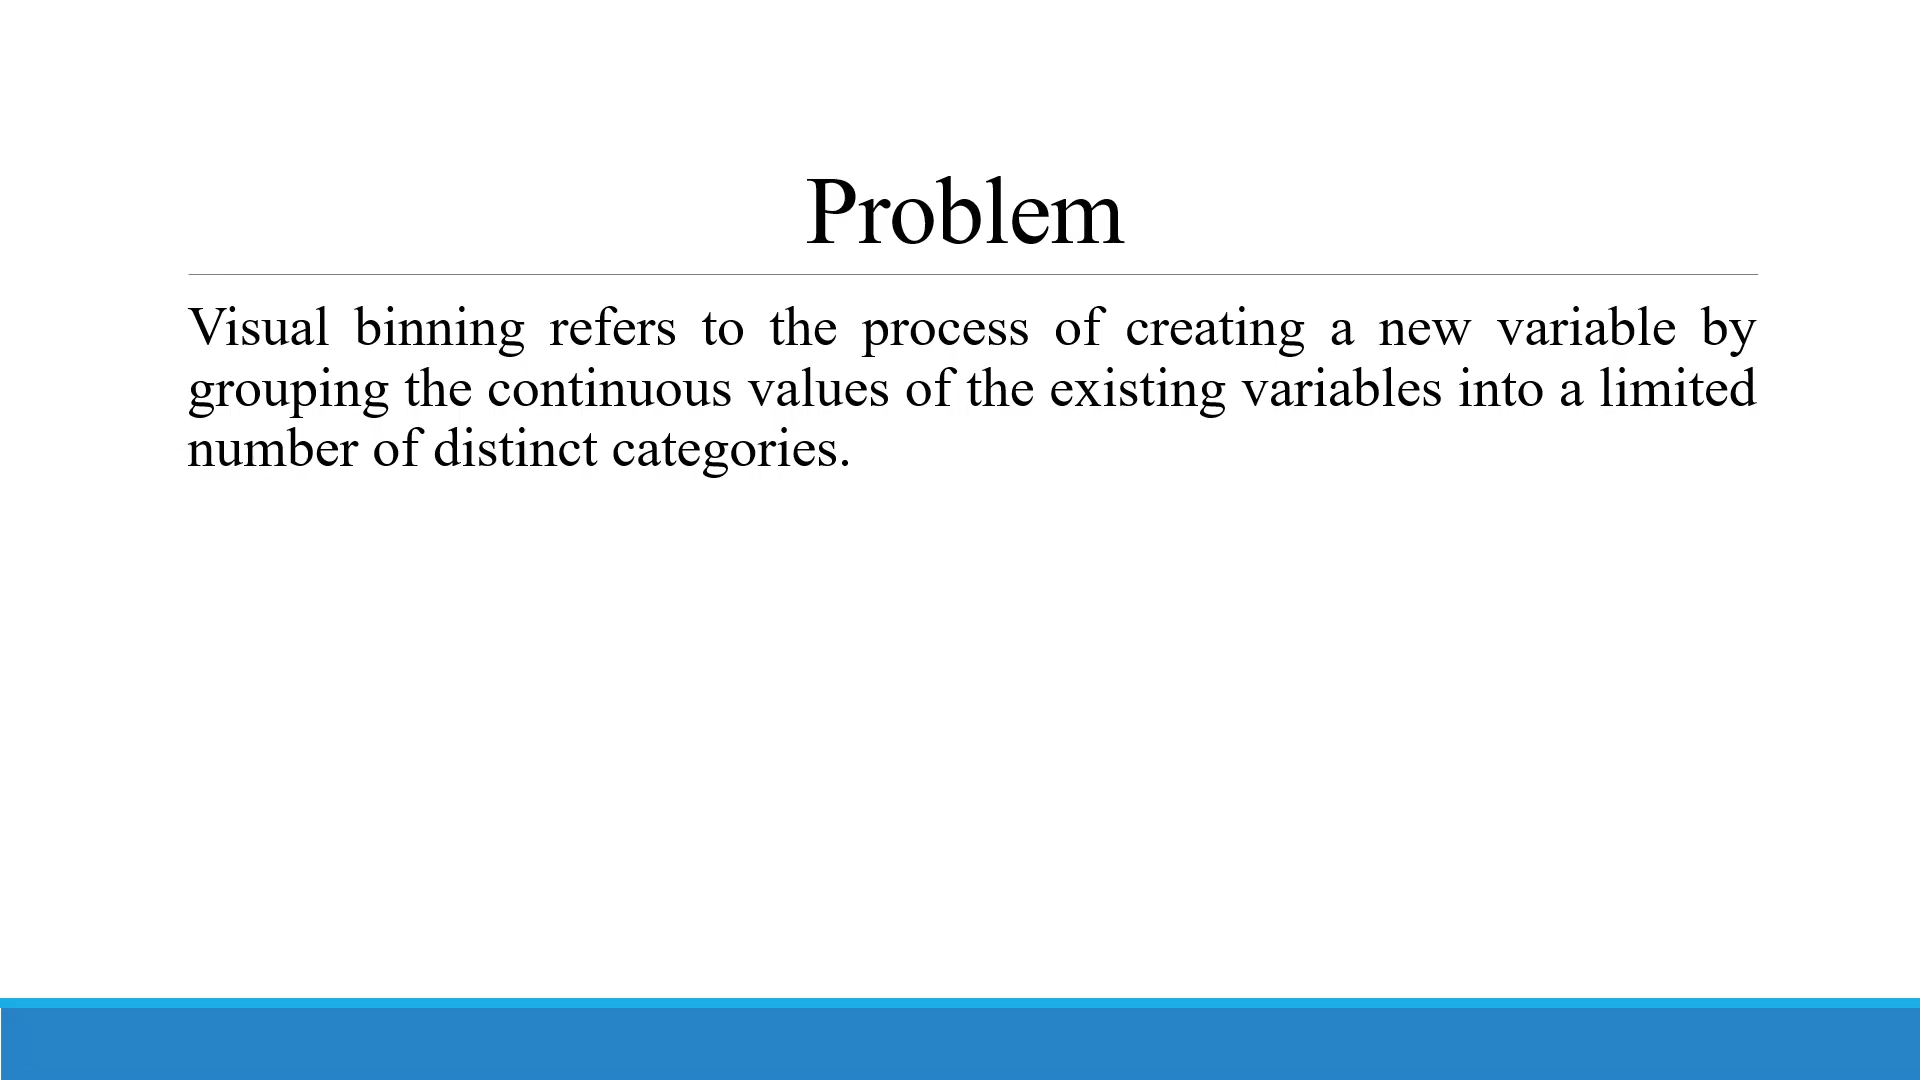 Problem
Visual binning refers to the process of creating a new variable by
grouping the continuous values of the existing variables into a limited
number of distinct categories.